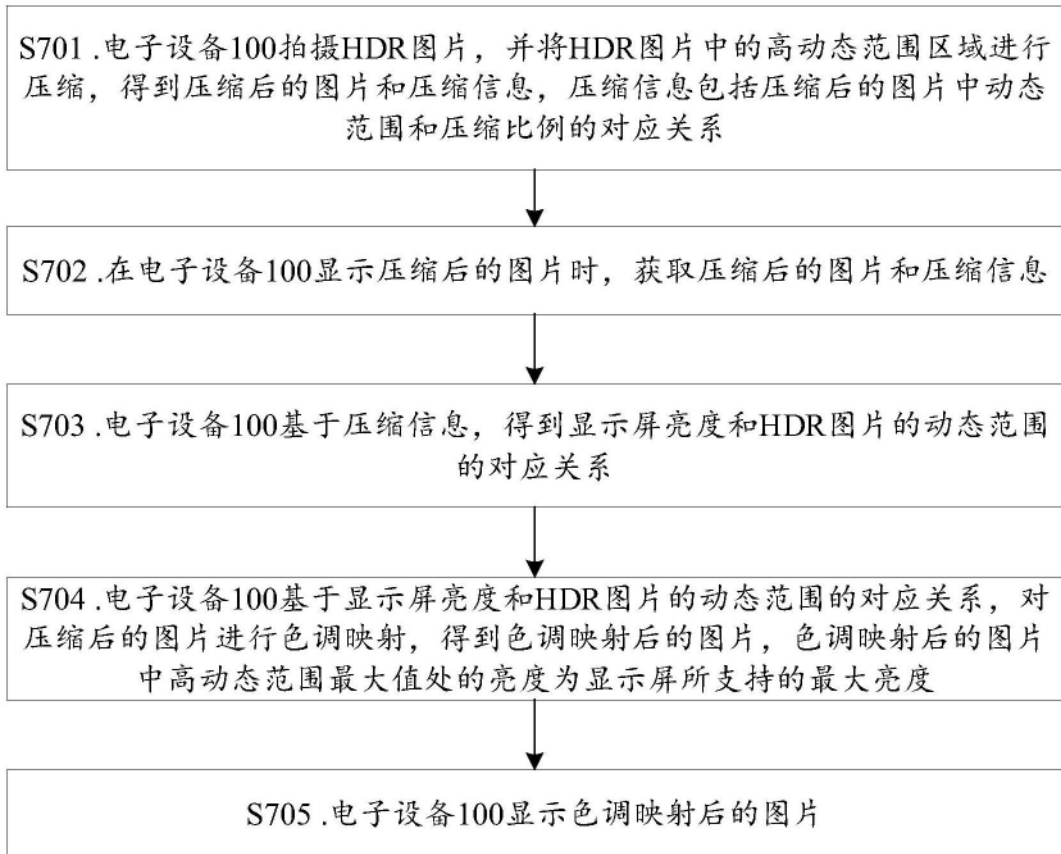 S701 .电子设备100拍摄HDR图片，并将HDR图片中的高动态范围区域进行
压缩，得到压缩后的图片和压缩信息，压缩信息包括压缩后的图片中动态
范围和压缩比例的对应关系
S702 .在电子设备100显示压缩后的图片时，获取压缩后的图片和压缩信息
S703 .电子设备100基于压缩信息，得到显示屏亮度和HDR图片的动态范围
的对应关系
S704 .电子设备100基于显示屏亮度和HDR图片的动态范围的对应关系，对
压缩后的图片进行色调映射，得到色调映射后的图片，色调映射后的图片
中高动态范围最大值处的亮度为显示屏所支持的最大亮度
S705 .电子设备100显示色调映射后的图片